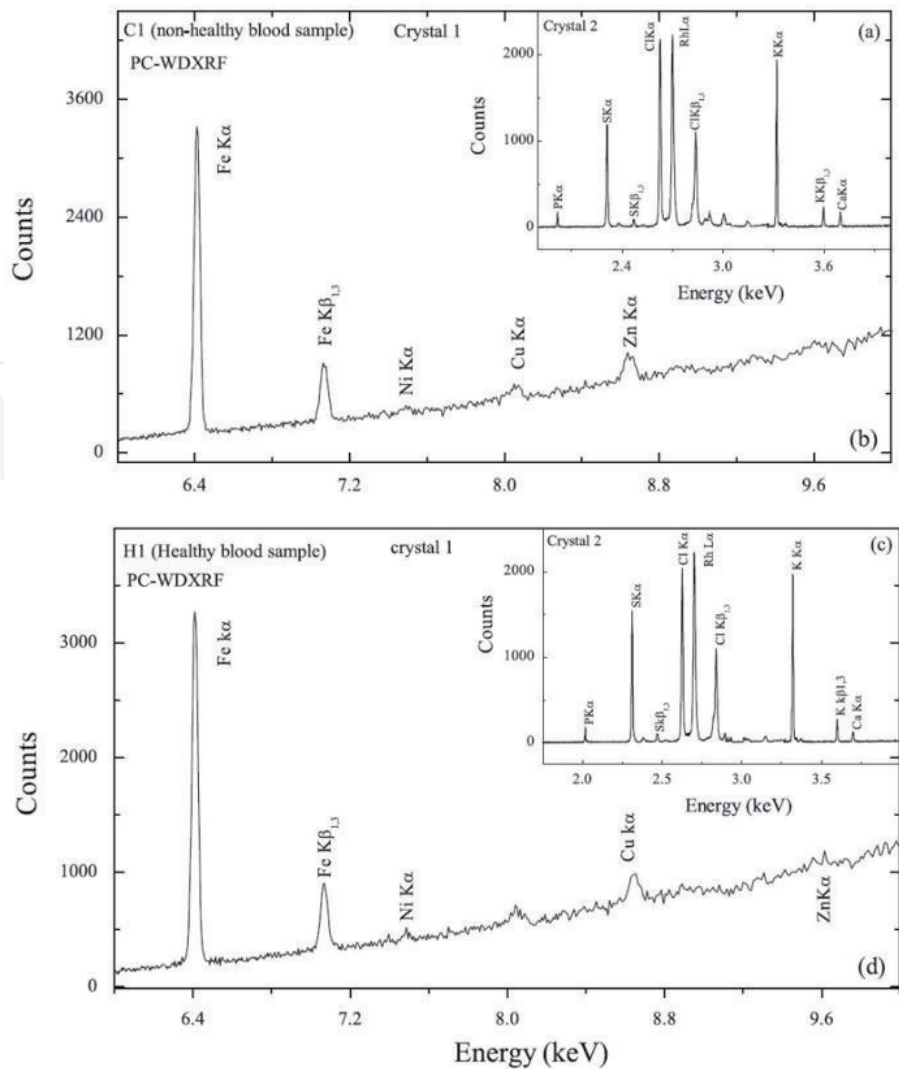 C1 (non-healthy blood sample)
Crystal 1
PC-WDXRF
Counts
3600
2400
1200
0
Fe Kα
Fe Kβ1,3
Ni Kα
Cu Kα
Zn Kα
6.4
7.2
8.0
8.8
9.6
(b)
Crystal 2
(a)
Counts
2000
1000
0
PKα
SKα
SKβ1,3
ClKα
RhLα
ClKβ1,3
KKα
KKβ1,3
CaKα
2.4
3.0
3.6
Energy (keV)
H1 (Healthy blood sample)
crystal 1
PC-WDXRF
Counts
3000
2000
1000
0
Fe kα
Fe Kβ1,3
Ni Kα
Cu kα
ZnKα
6.4
7.2
8.0
8.8
9.6
(d)
Energy (keV)
Crystal 2
(c)
Counts
2000
1000
0
PKα
SKα
Skβ1,3
Cl Kα
Rh Lα
Cl Kβ1,3
K Kα
K kβ1,3
Ca Kα
2.0
2.5
3.0
3.5
Energy (keV)